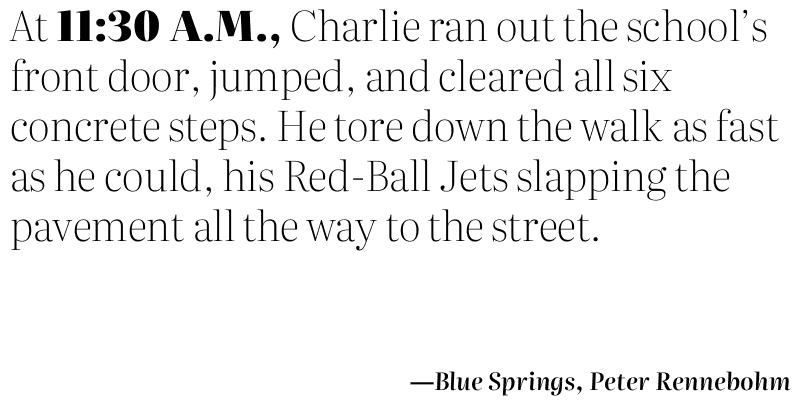 At 11:30 A.M., Charlie ran out the school’s
front door, jumped, and cleared all six
concrete steps. He tore down the walk as fast
as he could, his Red-Ball Jets slapping the
pavement all the way to the street.
—Blue Springs, Peter Rennebohm